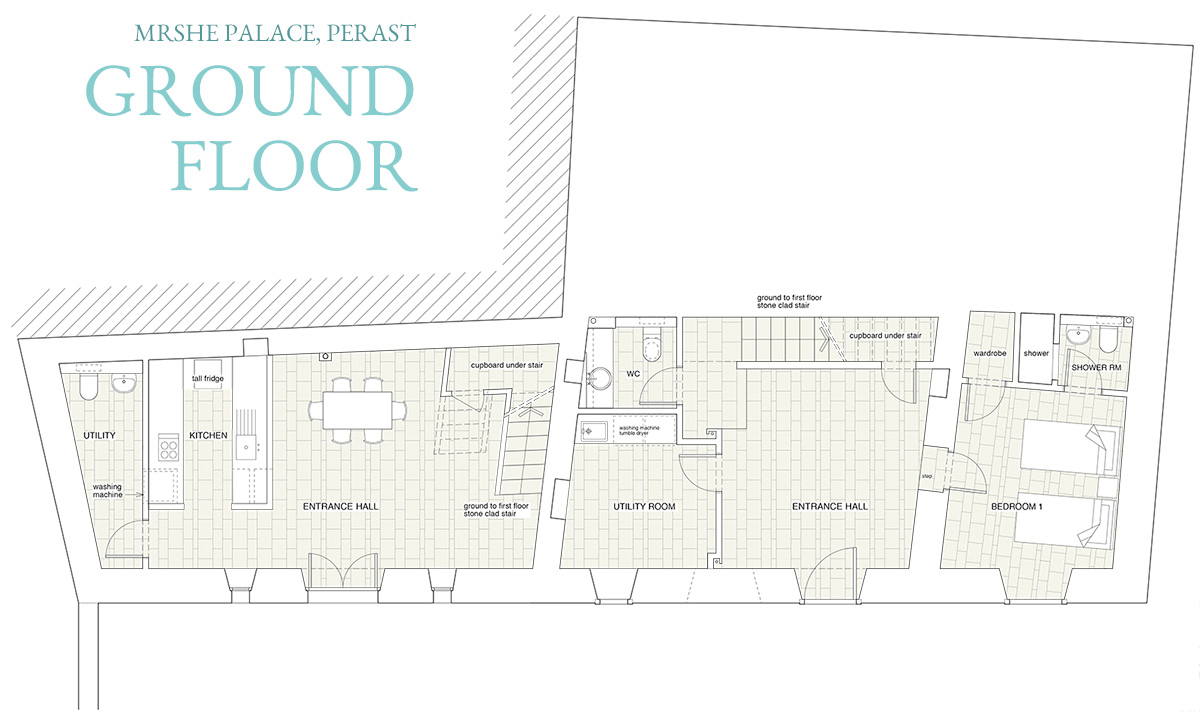 MRSHE PALACE, PERAST
GROUND
FLOOR
ground to first floor
stone clad stair
cupboard under stair
cupboard under stair
wardrobe
shower
SHOWER RM
tall fridge
WC
UTILITY
KITCHEN
washing machine
tumble dryer
washing
machine
step
ENTRANCE HALL
ground to first floor
stone clad stair
UTILITY ROOM
ENTRANCE HALL
BEDROOM 1